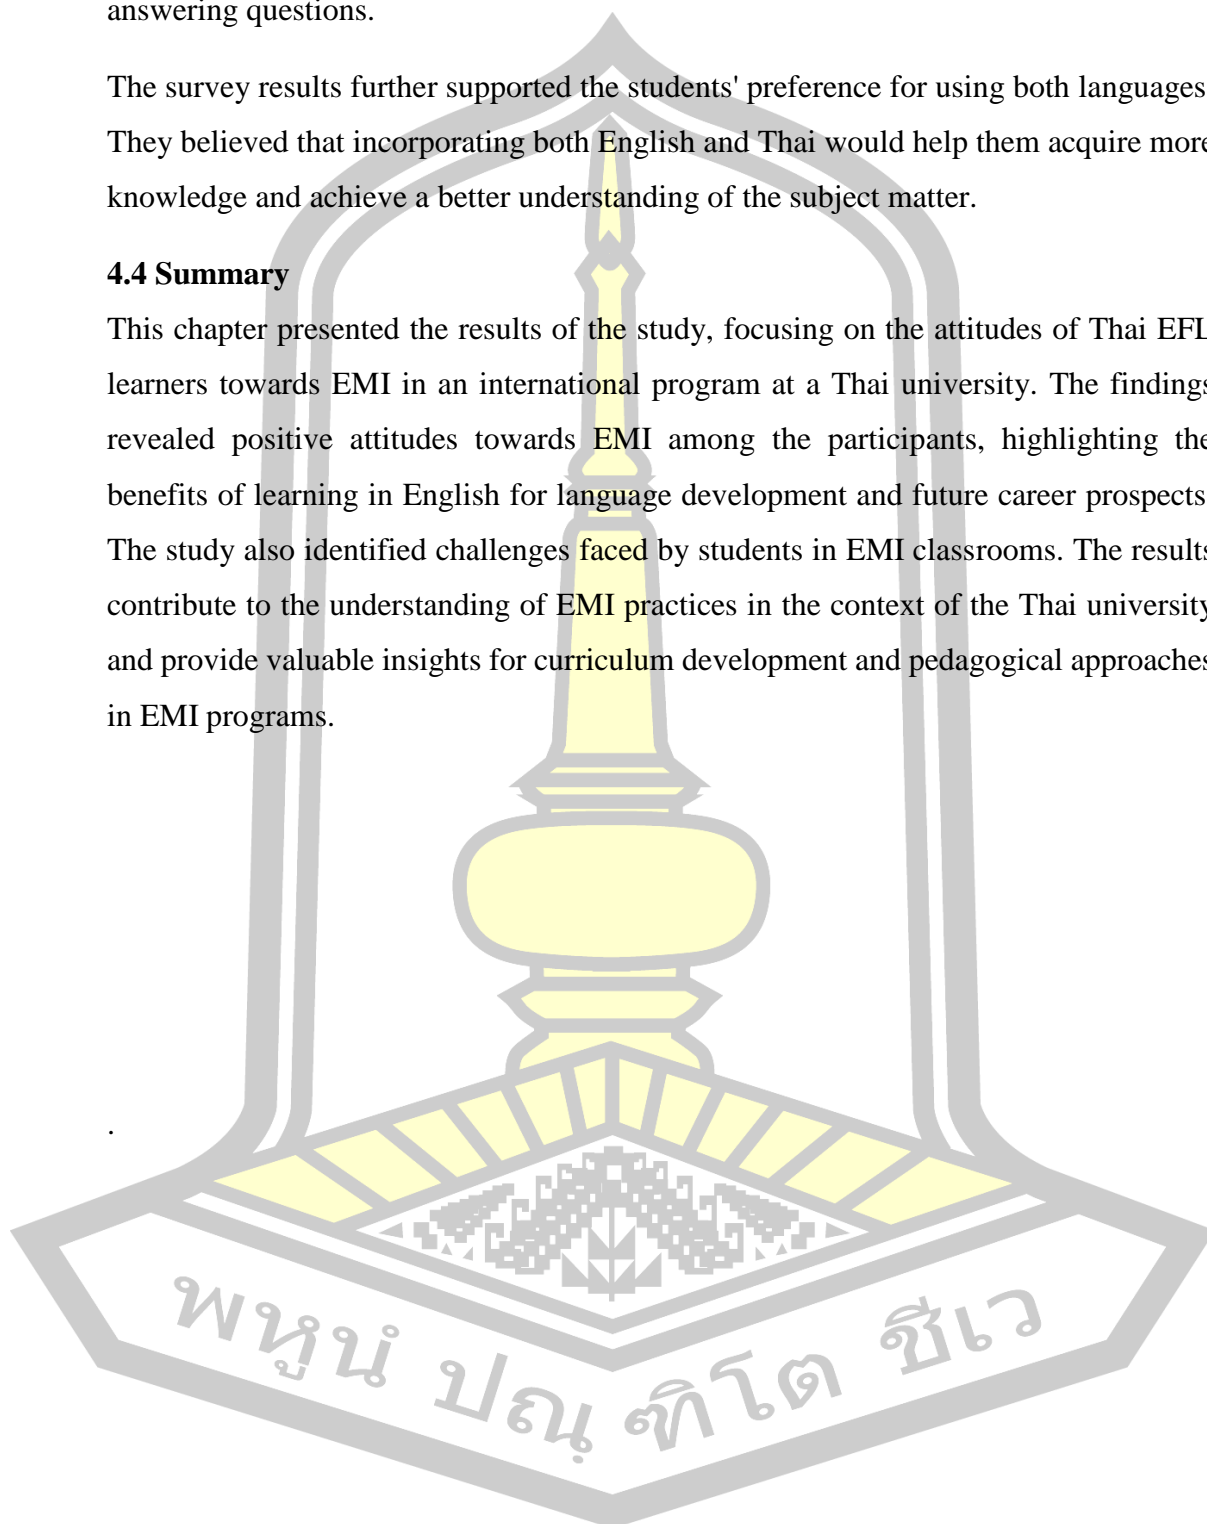 answering questions.
The survey results further supported the students' preference for using both languages
They believed that incorporating both English and Thai would help them acquire more
knowledge and achieve a better understanding of the subject matter.
4.4 Summary
This chapter presented the results of the study, focusing on the attitudes of Thai EFL
learners towards EMI in an international program at a Thai university. The findings
revealed positive attitudes towards EMI among the participants, highlighting the
benefits of learning in English for language development and future career prospects
The study also identified challenges faced by students in EMI classrooms. The results
contribute to the understanding of EMI practices in the context of the Thai university
and provide valuable insights for curriculum development and pedagogical approaches
in EMI programs.
.
พหูนํ ปณฺ ฑิโต ชีเว